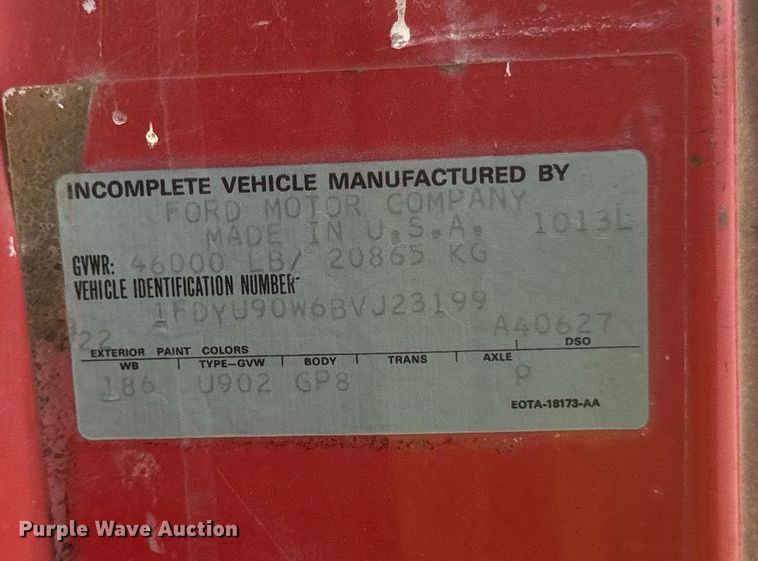 INCOMPLETE VEHICLE MANUFACTURED BY
FORD MOTOR COMPANY
MADE IN U.S.A. 1013L
GVWR: 46000 LB/ 20865 KG
VEHICLE IDENTIFICATION NUMBER
1FDYU90W6BVJ23199
22 A40627
EXTERIOR PAINT COLORS DSO
WB TYPE-GVW BODY TRANS AXLE
186 U902 GP8 P
EOTA-18173-AA
Purple Wave Auction